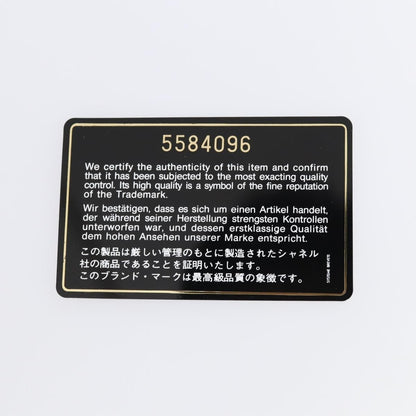 5584096
We certify the authenticity of this item and confirm
that it has been subjected to the most exacting quality
control. Its high quality is a symbol of the fine reputation
of the Trademark.
Wir bestätigen, dass es sich um einen Artikel handelt,
der während seiner Herstellung strengsten Kontrollen
unterworfen war, und dessen erstklassige Qualität
dem hohen Ansehen unserer Marke entspricht.
この製品は厳しい管理のもとに製造されたシャネル
社の商品であることを証明いたします。
このブランド・マークは最高級品質の象徴です。